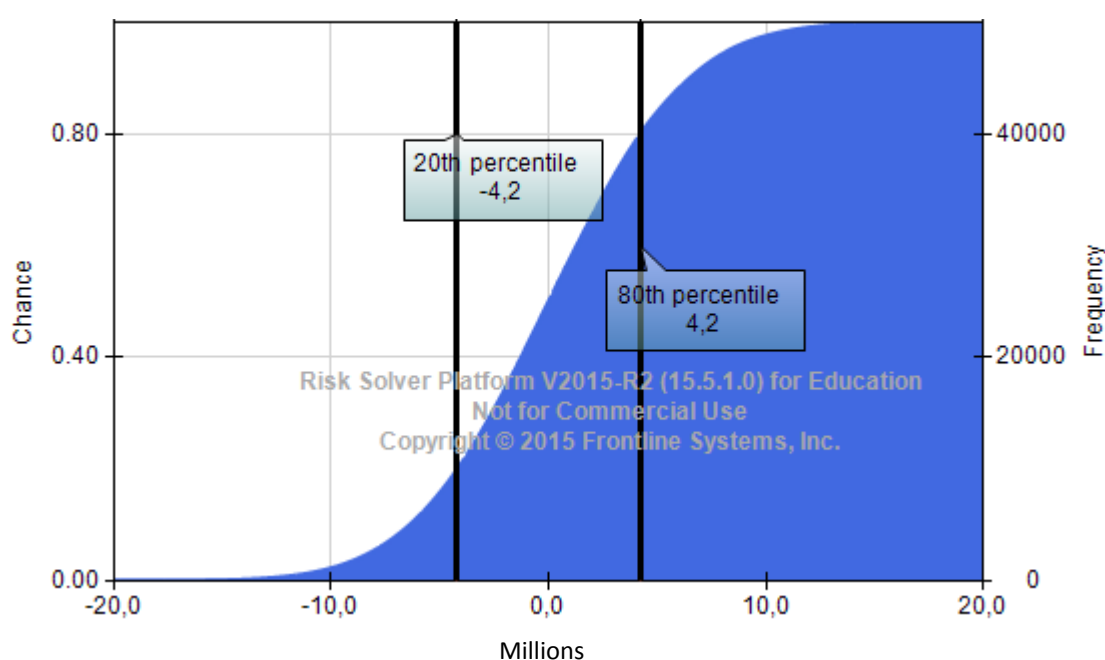 0.80
40000
20th percentile
-4,2
80th percentile
4,2
Chance
Frequency
0.40
20000
Risk Solver Platform V2015-R2 (15.5.1.0) for Education
Not for Commercial Use
Copyright © 2015 Frontline Systems, Inc.
0.00
0
-20,0 -10,0 0,0 10,0 20,0
Millions